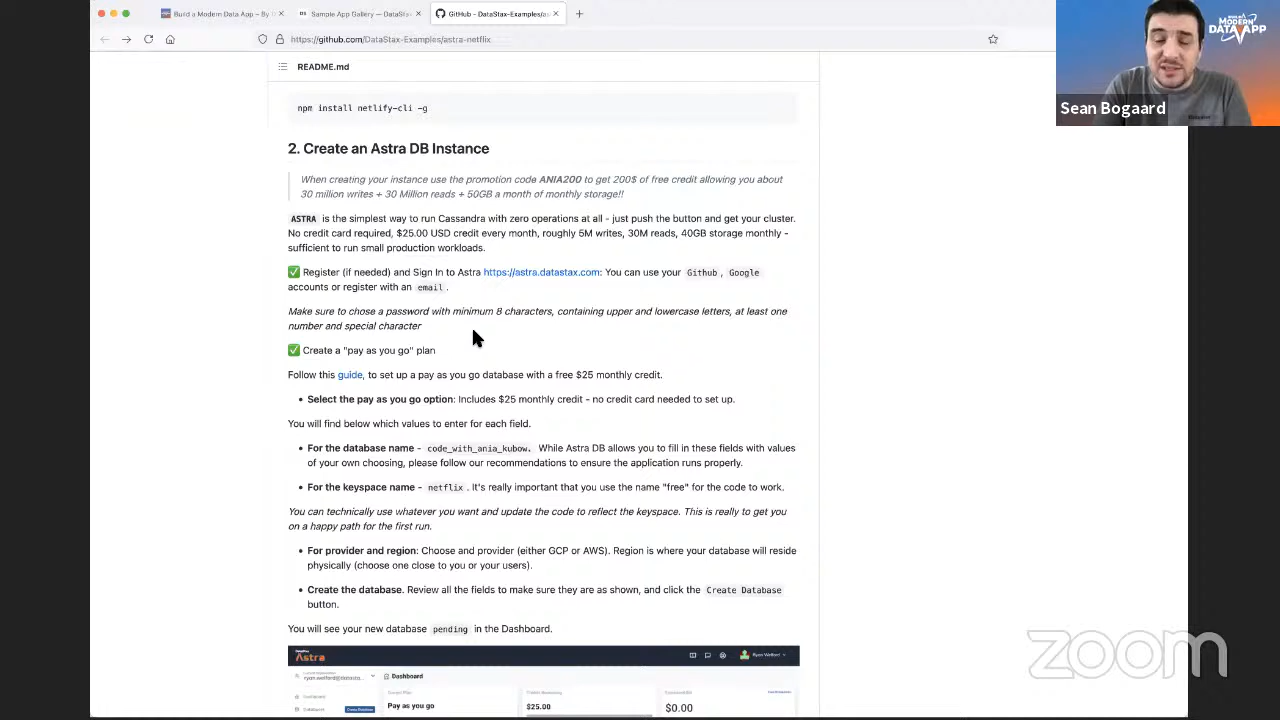 Build a Modern Data App – By I
Sample App Gallery — DataSta
GitHub - DataStax-Examples/as
https://github.com/DataStax-Examples/astra-netflix
MODERN
DATA APP
Sean Bogaard
README.md
npm install netlify-cli -g
2. Create an Astra DB Instance
When creating your instance use the promotion code ANIA200 to get 200$ of free credit allowing you about
30 million writes + 30 Million reads + 50GB a month of monthly storage!!
ASTRA is the simplest way to run Cassandra with zero operations at all - just push the button and get your cluster.
No credit card required, $25.00 USD credit every month, roughly 5M writes, 30M reads, 40GB storage monthly -
sufficient to run small production workloads.
✅ Register (if needed) and Sign In to Astra https://astra.datastax.com: You can use your Github, Google
accounts or register with an email.
Make sure to chose a password with minimum 8 characters, containing upper and lowercase letters, at least one
number and special character
✅ Create a "pay as you go" plan
Follow this guide, to set up a pay as you go database with a free $25 monthly credit.
• Select the pay as you go option: Includes $25 monthly credit - no credit card needed to set up.
You will find below which values to enter for each field.
• For the database name - code_with_ania_kubow. While Astra DB allows you to fill in these fields with values
of your own choosing, please follow our recommendations to ensure the application runs properly.
• For the keyspace name - netflix. It's really important that you use the name "free" for the code to work.
You can technically use whatever you want and update the code to reflect the keyspace. This is really to get you
on a happy path for the first run.
• For provider and region: Choose and provider (either GCP or AWS). Region is where your database will reside
physically (choose one close to you or your users).
• Create the database. Review all the fields to make sure they are as shown, and click the Create Database
button.
You will see your new database pending in the Dashboard.
Astra
Ryan Welford
ryan.welford@datasta...
Dashboard
Dashboard
Databases
Create Database
Current Plan
Pay as you go
$25.00
$0.00
zoom